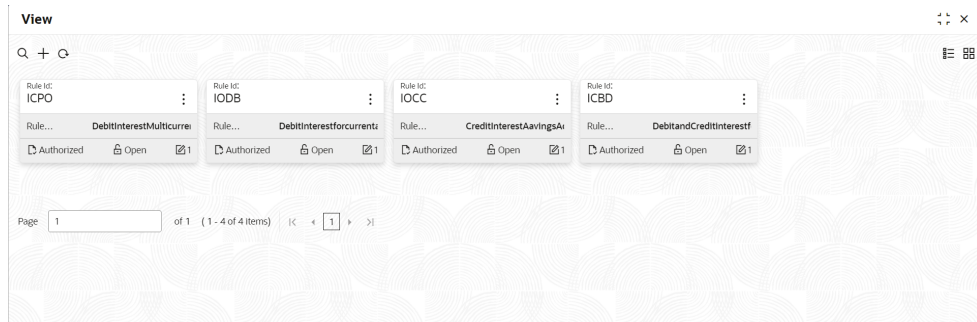 View
Rule Id:
ICPO
Rule... DebitInterestMulticurre
Authorized Open 1
Rule Id:
IODB
Rule... DebitInterestforcurrenta
Authorized Open 1
Rule Id:
IOCC
Rule... CreditInterestAavingsA
Authorized Open 1
Rule Id:
ICBD
Rule... DebitandCreditinterestf
Authorized Open 1
Page 1 of 1 ( 1 - 4 of 4 items) 1